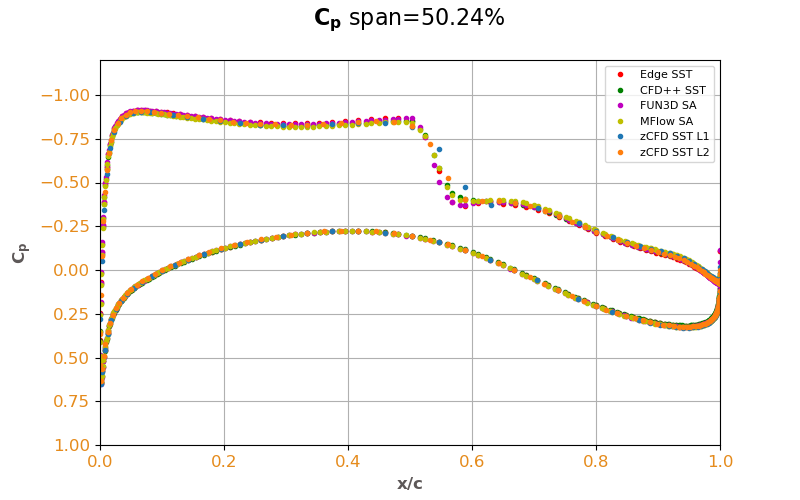 Cp span=50.24%
Edge SST
CFD++ SST
FUN3D SA
MFlow SA
zCFD SST L1
zCFD SST L2
−1.00
−0.75
−0.50
−0.25
0.00
0.25
0.50
0.75
1.00
Cp
0.0 0.2 0.4 0.6 0.8 1.0
x/c